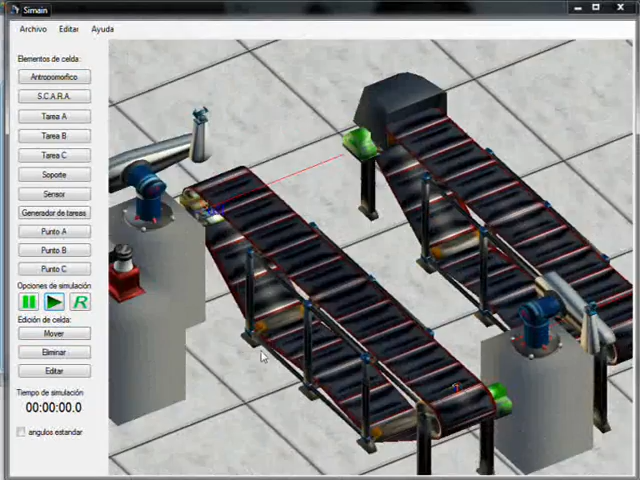 Simain
Archivo Editar Ayuda
Elementos de celda:
Antropomorfico
S.C.A.R.A.
Tarea A
Tarea B
Tarea C
Soporte
Sensor
Generador de tareas
Punto A
Punto B
Punto C
Opciones de simulación
R
Edición de celda:
Mover
Eliminar
Editar
Tiempo de simulación
00:00:00.0
angulos estandar